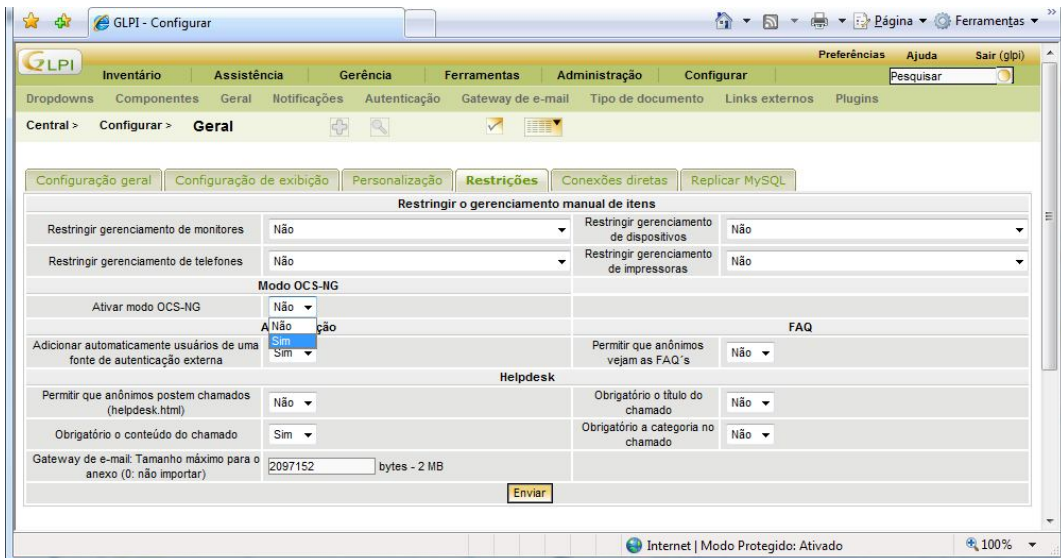 GLPI - Configurar
Página
Ferramentas
»
GLPI
Preferências Ajuda Sair (glpi)
Inventário Assistência Gerência Ferramentas Administração Configurar
Pesquisar
Dropdowns Componentes Geral Notificações Autenticação Gateway de e-mail Tipo de documento Links externos Plugins
Central > Configurar > Geral
Configuração geral Configuração de exibição Personalização Restrições Conexões diretas Replicar MySQL
Restringir o gerenciamento manual de itens
Restringir gerenciamento de monitores Não
Restringir gerenciamento de dispositivos Não
Restringir gerenciamento de telefones Não
Restringir gerenciamento de impressoras Não
Modo OCS-NG
Ativar modo OCS-NG Não
Não
Sim
ção
FAQ
Adicionar automaticamente usuários de uma fonte de autenticação externa Sim
Permitir que anônimos vejam as FAQ´s Não
Helpdesk
Permitir que anônimos postem chamados (helpdesk.html) Não
Obrigatório o título do chamado Não
Obrigatório o conteúdo do chamado Sim
Obrigatório a categoria no chamado Não
Gateway de e-mail: Tamanho máximo para o anexo (0: não importar) 2097152 bytes - 2 MB
Enviar
Internet | Modo Protegido: Ativado
100%